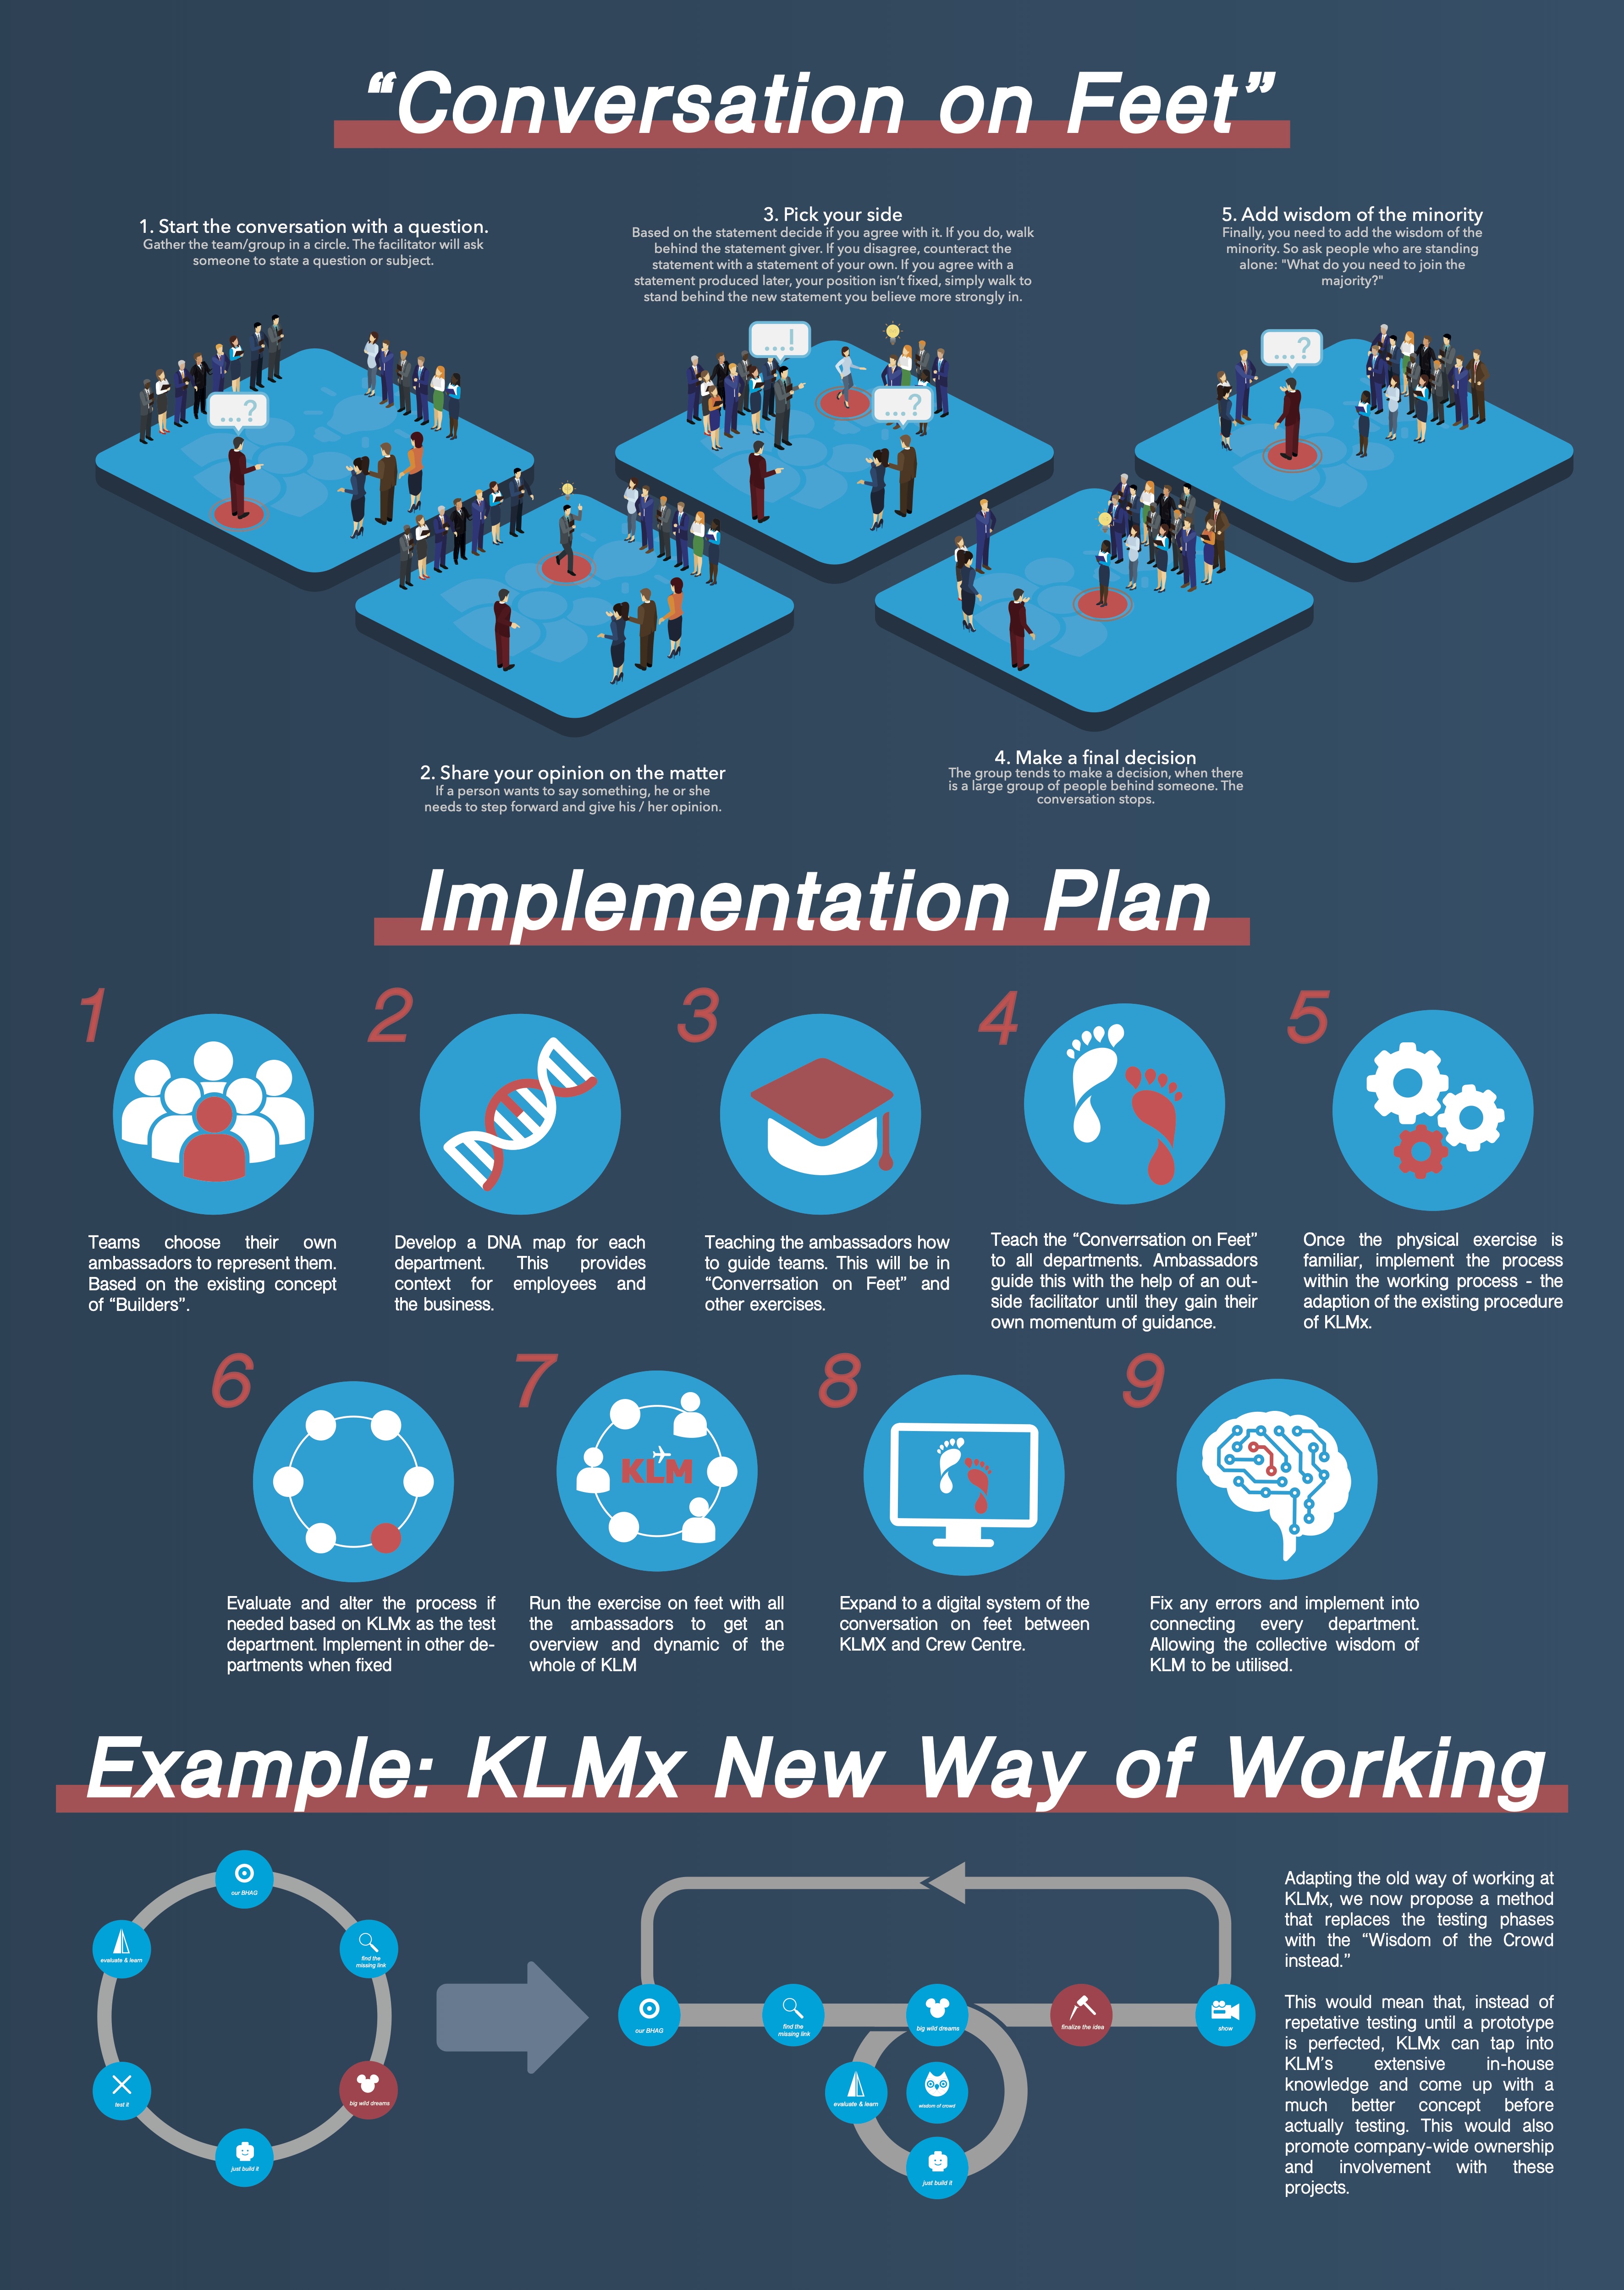 “Conversation on Feet”
1. Start the conversation with a question.
Gather the team/group in a circle. The facilitator will ask
someone to state a question or subject.
3. Pick your side
Based on the statement decide if you agree with it. If you do, walk
behind the statement giver. If you disagree, counteract the
statement with a statement of your own. If you agree with a
statement produced later, your position isn't fixed, simply walk to
stand behind the new statement you believe more strongly in.
5. Add wisdom of the minority
Finally, you need to add the wisdom of the
minority. So ask people who are standing
alone: "What do you need to join the
majority?"
...?
...!
...?
...?
2. Share your opinion on the matter
If a person wants to say something, he or she
needs to step forward and give his / her opinion.
4. Make a final decision
The group tends to make a decision, when there
is a large group of people behind someone. The
conversation stops.
Implementation Plan
1
2
3
4
5
Teams choose their own
ambassadors to represent them.
Based on the existing concept
of “Builders”.
Develop a DNA map for each
department. This provides
context for employees and
the business.
Teaching the ambassadors how
to guide teams. This will be in
“Converrsation on Feet” and
other exercises.
Teach the “Converrsation on Feet”
to all departments. Ambassadors
guide this with the help of an out-
side facilitator until they gain their
own momentum of guidance.
Once the physical exercise is
familiar, implement the process
within the working process - the
adaption of the existing procedure
of KLMx.
6
7
8
9
KLM
Evaluate and alter the process if
needed based on KLMx as the test
department. Implement in other de-
partments when fixed
Run the exercise on feet with all
the ambassadors to get an
overview and dynamic of the
whole of KLM
Expand to a digital system of the
conversation on feet between
KLMX and Crew Centre.
Fix any errors and implement into
connecting every department.
Allowing the collective wisdom of
KLM to be utilised.
Example: KLMx New Way of Working
our BHAG
find the
missing link
big wild dreams
just build it
test it
evaluate & learn
our BHAG
find the
missing link
big wild dreams
finalize the idea
show
evaluate & learn
wisdom of crowd
just build it
Adapting the old way of working at
KLMx, we now propose a method
that replaces the testing phases
with the “Wisdom of the Crowd
instead.”
This would mean that, instead of
repetative testing until a prototype
is perfected, KLMx can tap into
KLM's extensive in-house
knowledge and come up with a
much better concept before
actually testing. This would also
promote company-wide ownership
and involvement with these
projects.